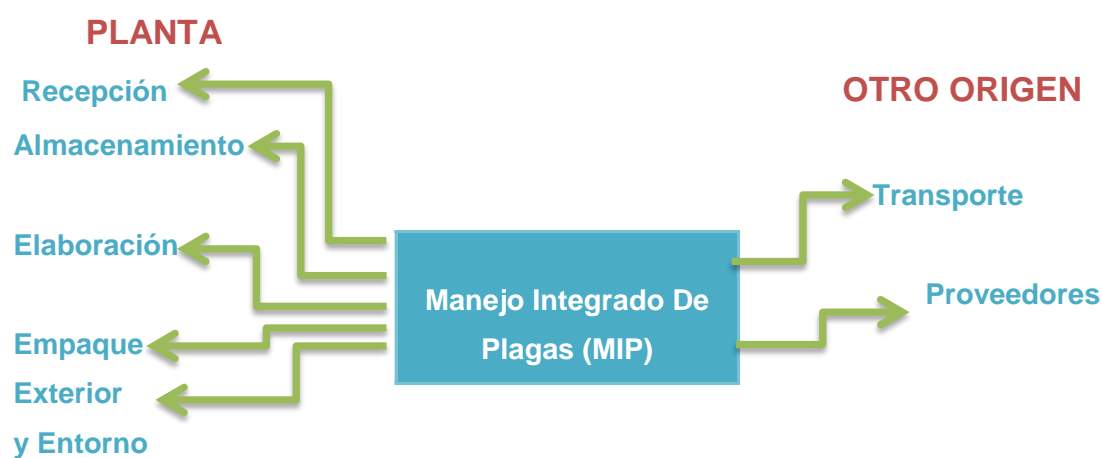 PLANTA
Recepción
Almacenamiento
Elaboración
Empaque
Exterior
y Entorno
Manejo Integrado De
Plagas (MIP)
OTRO ORIGEN
Transporte
Proveedores